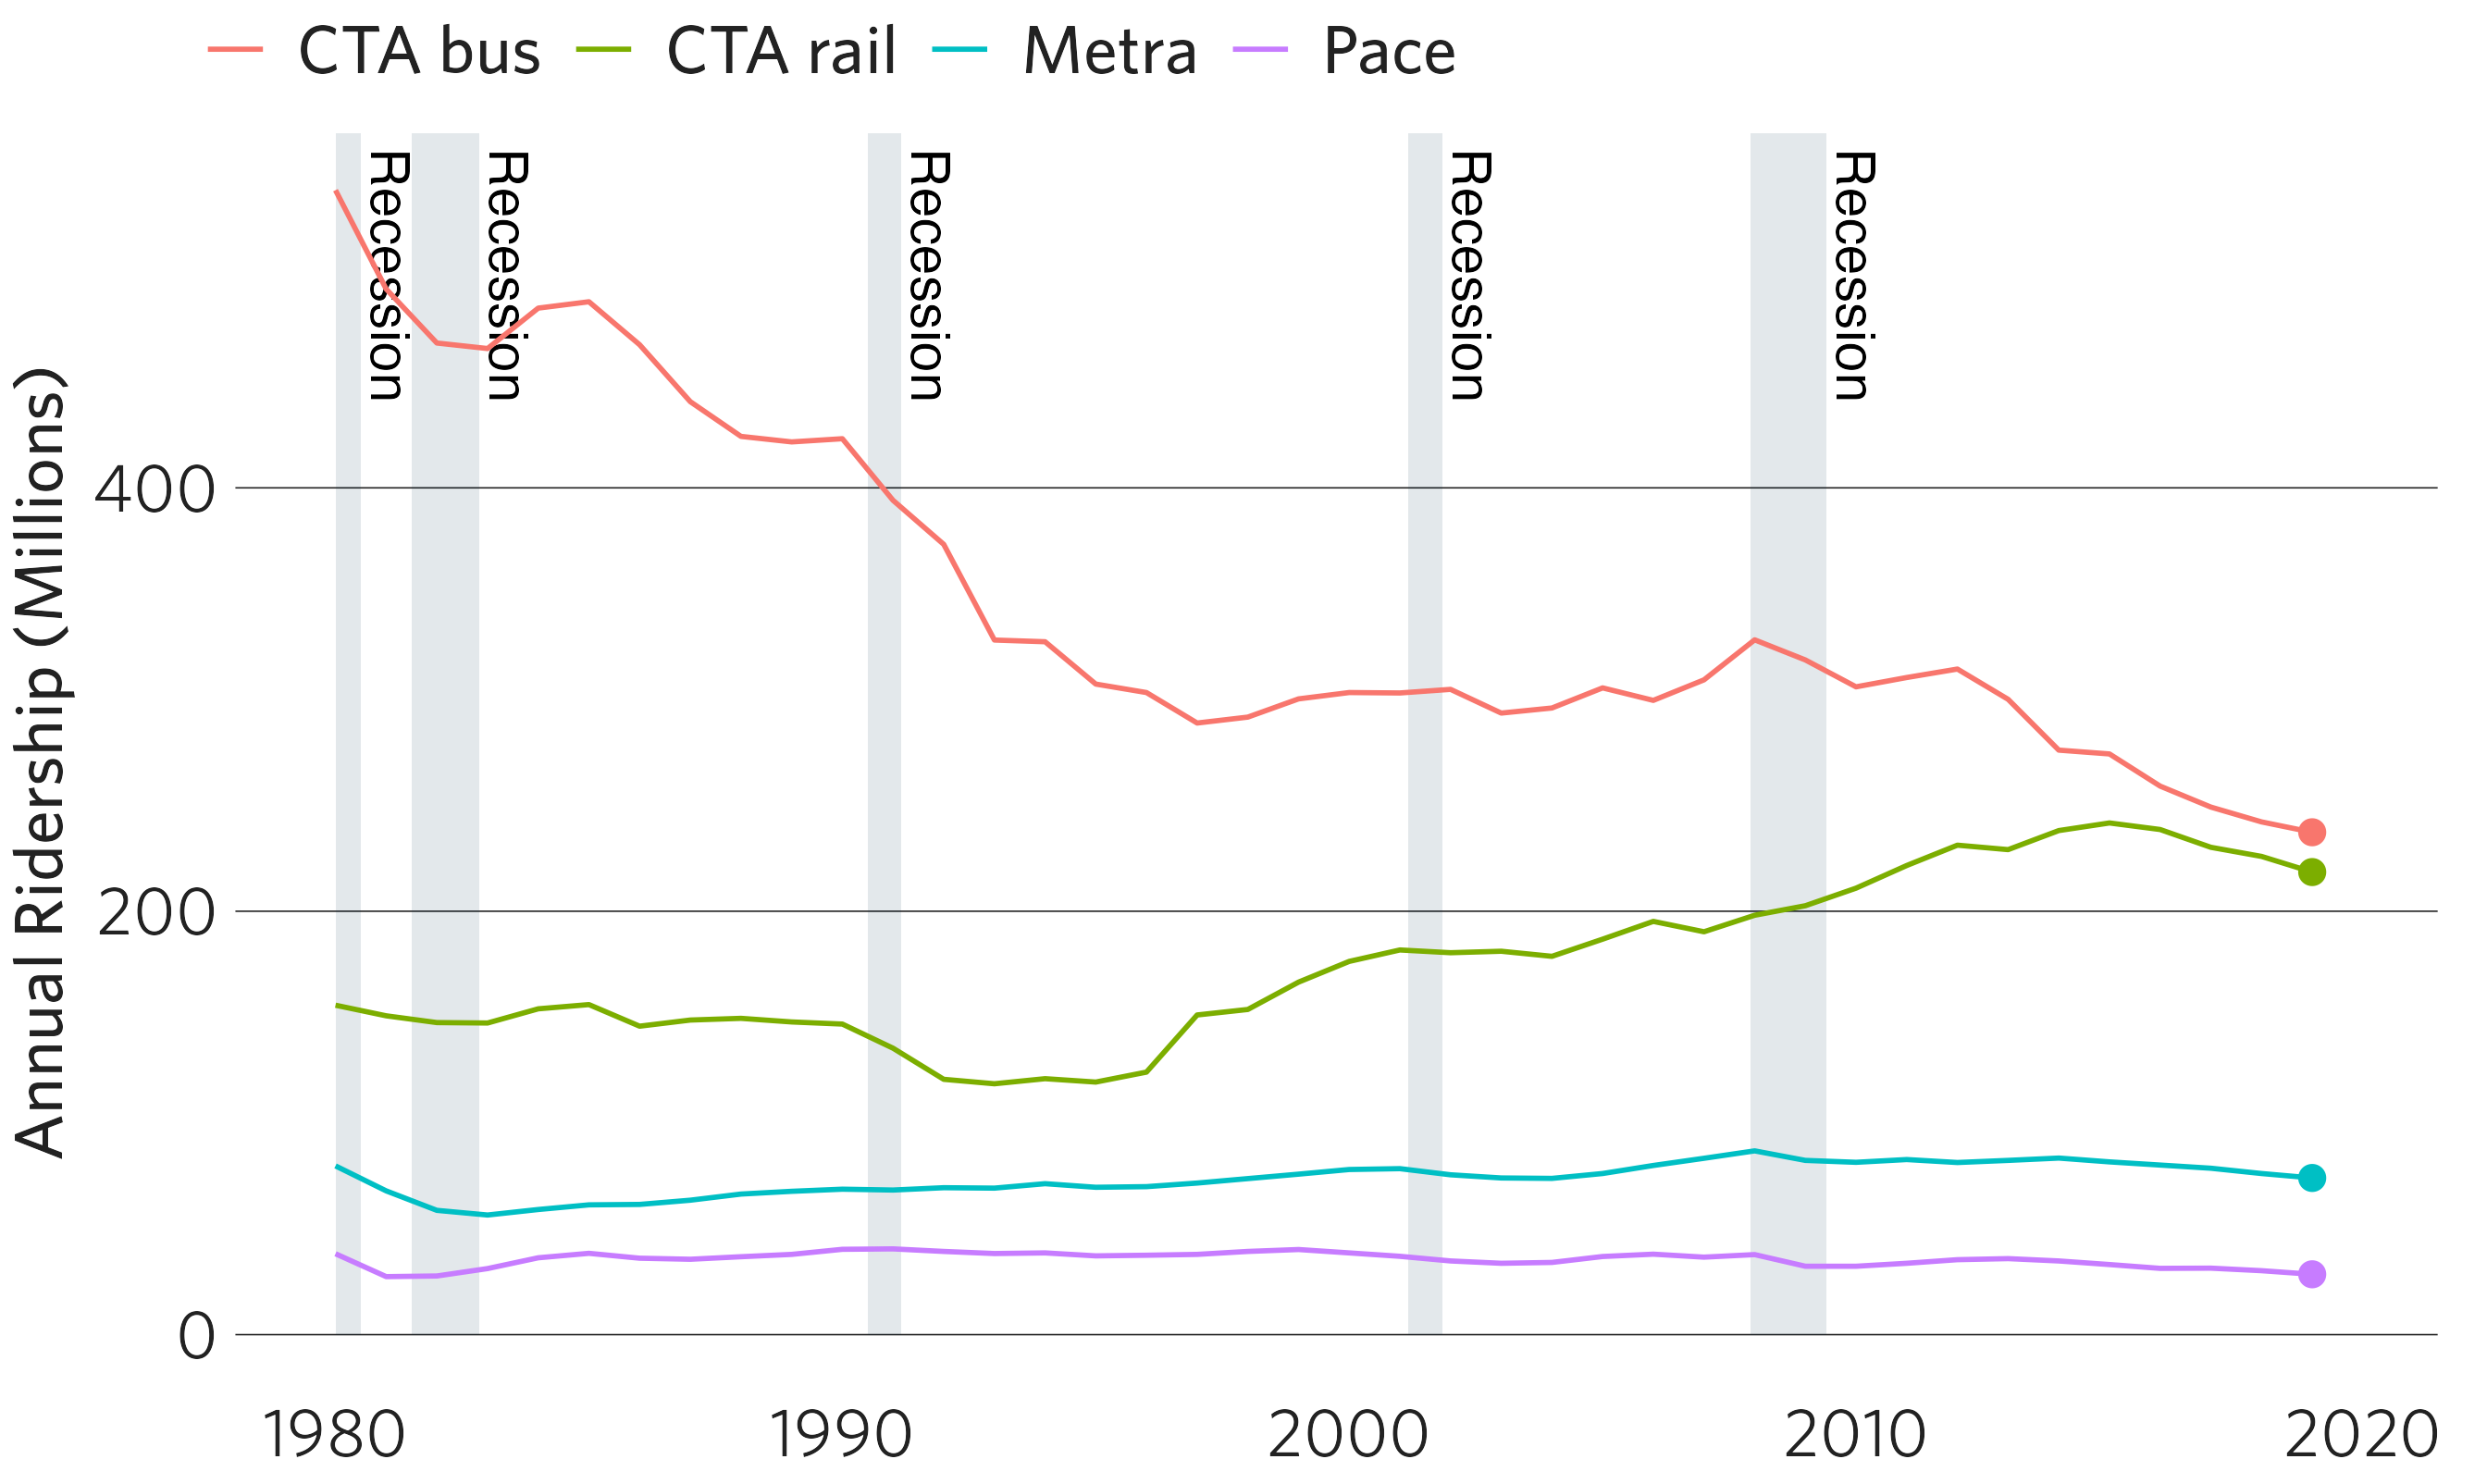 CTA bus CTA rail Metra Pace
Recession
Recession
Recession
Recession
Recession
Annual Ridership (Millions)
400
200
0
1980 1990 2000 2010 2020